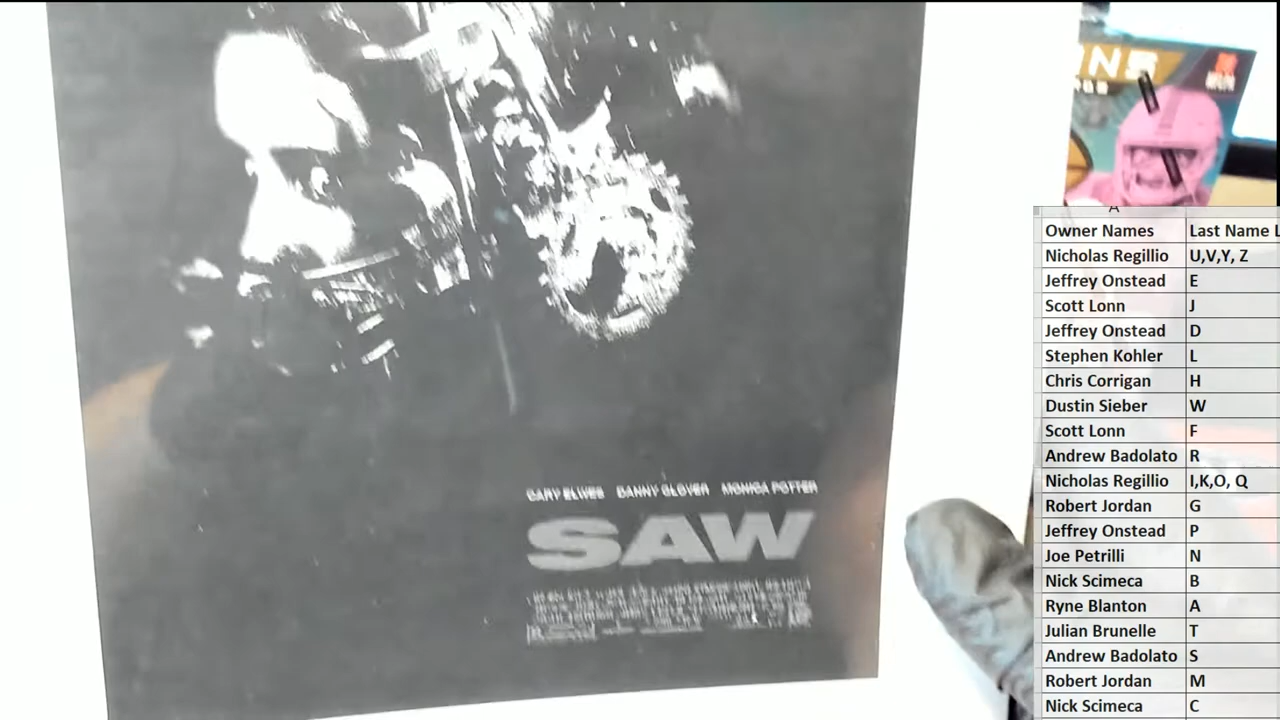 CARY ELWES DANNY GLOVER MONICA POTTER
SAW
A
Owner Names Last Name L
Nicholas Regillio U,V,Y, Z
Jeffrey Onstead E
Scott Lonn J
Jeffrey Onstead D
Stephen Kohler L
Chris Corrigan H
Dustin Sieber W
Scott Lonn F
Andrew Badolato R
Nicholas Regillio I,K,O, Q
Robert Jordan G
Jeffrey Onstead P
Joe Petrilli N
Nick Scimeca B
Ryne Blanton A
Julian Brunelle T
Andrew Badolato S
Robert Jordan M
Nick Scimeca C